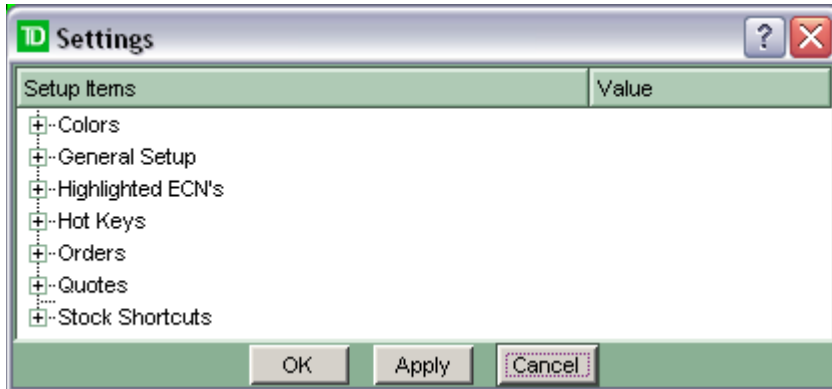 TD Settings ?
Setup Items Value
Colors
General Setup
Highlighted ECN's
Hot Keys
Orders
Quotes
Stock Shortcuts
OK Apply Cancel